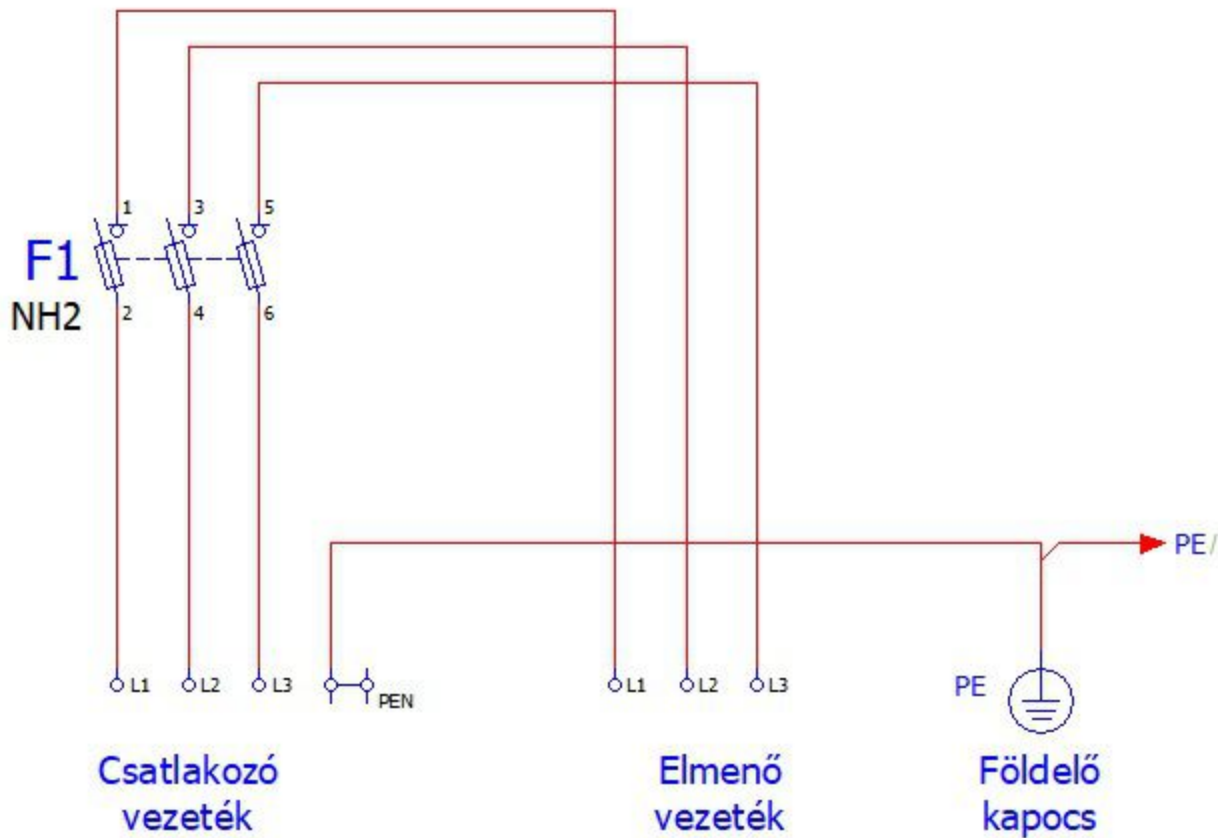 1 3 5
F1
NH2
2 4 6
PE/
L1 L2 L3 PEN L1 L2 L3 PE
Csatlakozó
vezeték
Elmenő
vezeték
Földelő
kapocs